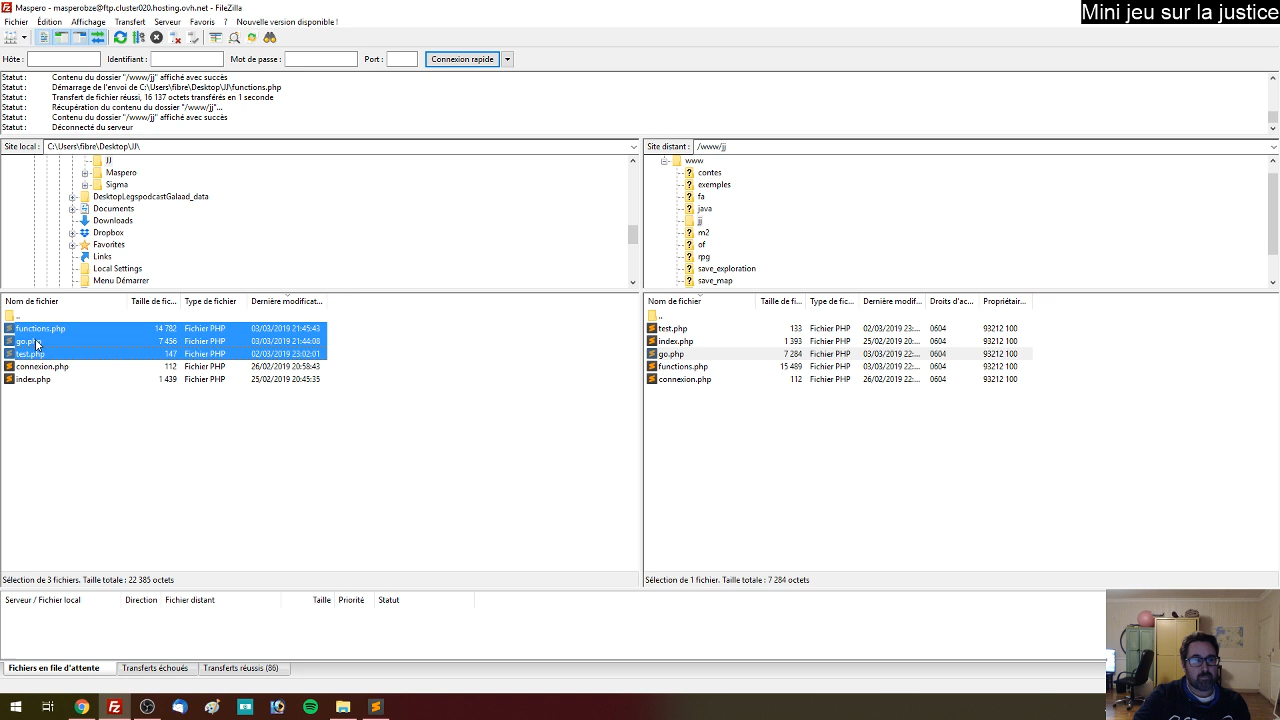 Maspero - masperobze@ftp.cluster020.hosting.ovh.net - FileZilla
Mini jeu sur la justice
Fichier Édition Affichage Transfert Serveur Favoris ? Nouvelle version disponible !
Hôte : Identifiant : Mot de passe : Port : Connexion rapide
Statut : Contenu du dossier "/www/jj" affiché avec succès
Statut : Démarrage de l'envoi de C:\Users\fibre\Desktop\JJ\functions.php
Statut : Transfert de fichier réussi, 16 137 octets transférés en 1 seconde
Statut : Récupération du contenu du dossier "/www/jj"...
Statut : Contenu du dossier "/www/jj" affiché avec succès
Statut : Déconnecté du serveur
Site local : C:\Users\fibre\Desktop\JJ\
JJ
Maspero
Sigma
DesktopLegspodcastGalaad_data
Documents
Downloads
Dropbox
Favorites
Links
Local Settings
Menu Démarrer
Site distant : /www/jj
www
contes
exemples
fa
java
jj
m2
of
rpg
save_exploration
save_map
Nom de fichier Taille de fic... Type de fichier Dernière modificat...
..
functions.php 14 782 Fichier PHP 03/03/2019 21:45:43
go.php 7 456 Fichier PHP 03/03/2019 21:44:08
test.php 147 Fichier PHP 02/03/2019 23:02:01
connexion.php 112 Fichier PHP 26/02/2019 20:58:43
index.php 1 439 Fichier PHP 25/02/2019 20:45:35
Sélection de 3 fichiers. Taille totale : 22 385 octets
Nom de fichier Taille de fi... Type de fic... Dernière modif... Droits d'ac... Propriétair...
..
test.php 133 Fichier PHP 02/03/2019 23:... 0604 93212 100
index.php 1 393 Fichier PHP 25/02/2019 20:... 0604 93212 100
go.php 7 284 Fichier PHP 03/03/2019 22:... 0604 93212 100
functions.php 15 489 Fichier PHP 03/03/2019 22:... 0604 93212 100
connexion.php 112 Fichier PHP 26/02/2019 22:... 0604 93212 100
Sélection de 1 fichier. Taille totale : 7 284 octets
Serveur / Fichier local Direction Fichier distant Taille Priorité Statut
Fichiers en file d'attente Transferts échoués Transferts réussis (86)